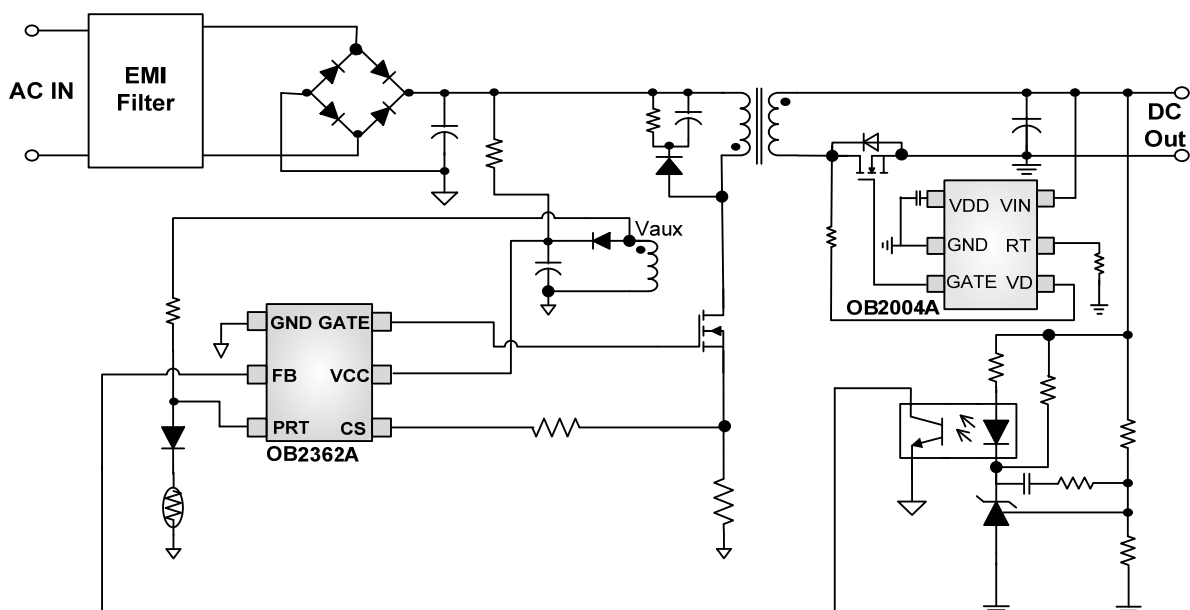 AC IN
EMI
Filter
DC
Out
Vaux
VDD VIN
GND RT
GATE VD
OB2004A
GND GATE
FB VCC
PRT CS
OB2362A